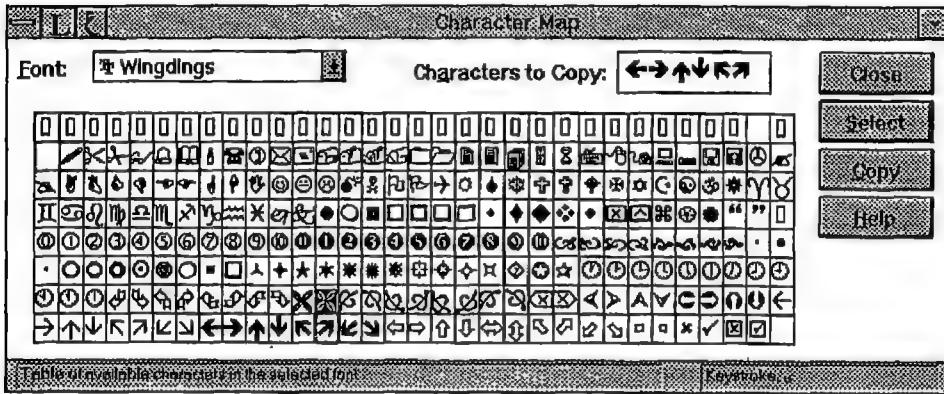 Character Map
Font: Wingdings
Characters to Copy: 🡸🡺🡹🡻🡼🡽
Close
Select
Copy
Help
Table of available characters in the selected font
Keystroke: